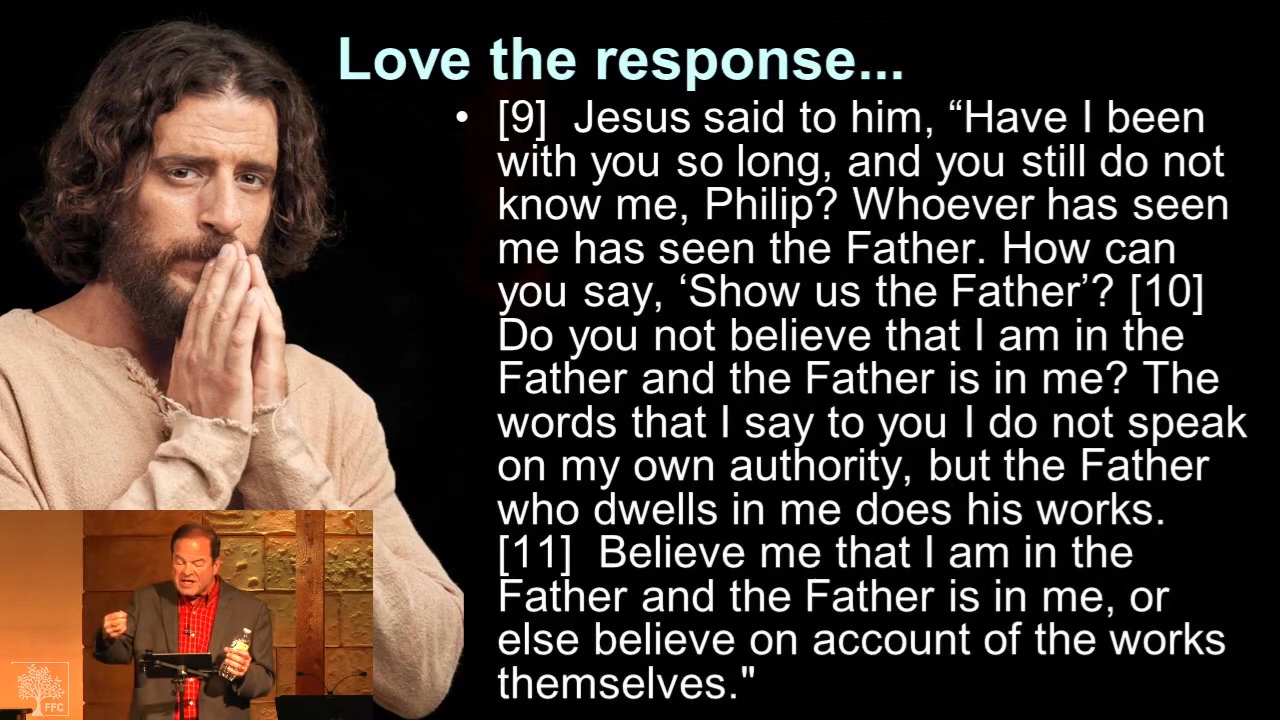 Love the response...
• [9]  Jesus said to him, “Have I been
with you so long, and you still do not
know me, Philip? Whoever has seen
me has seen the Father. How can
you say, ‘Show us the Father’? [10]
Do you not believe that I am in the
Father and the Father is in me? The
words that I say to you I do not speak
on my own authority, but the Father
who dwells in me does his works.
[11]  Believe me that I am in the
Father and the Father is in me, or
else believe on account of the works
themselves."
FFC